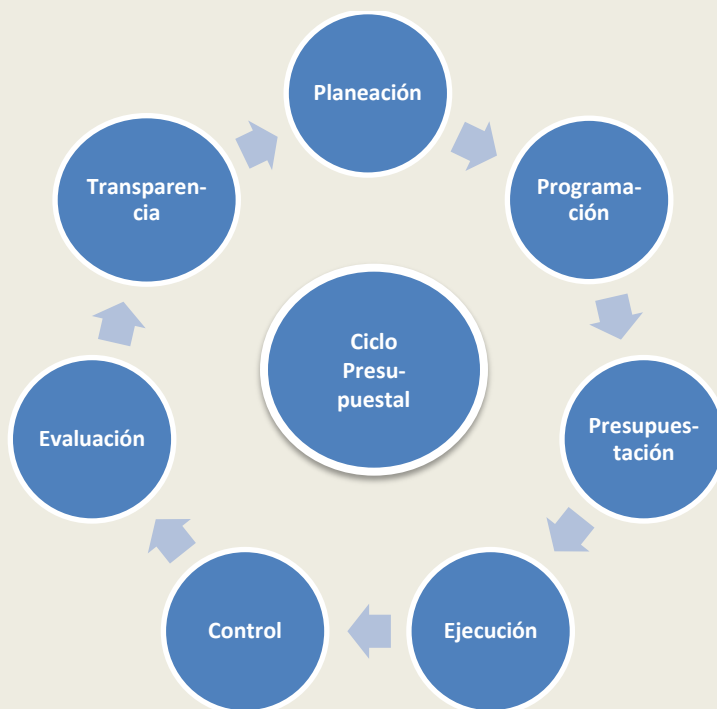 Planeación
Programa-
ción
Presupues-
tación
Ejecución
Control
Evaluación
Transparen-
cia
Ciclo
Presu-
puestal